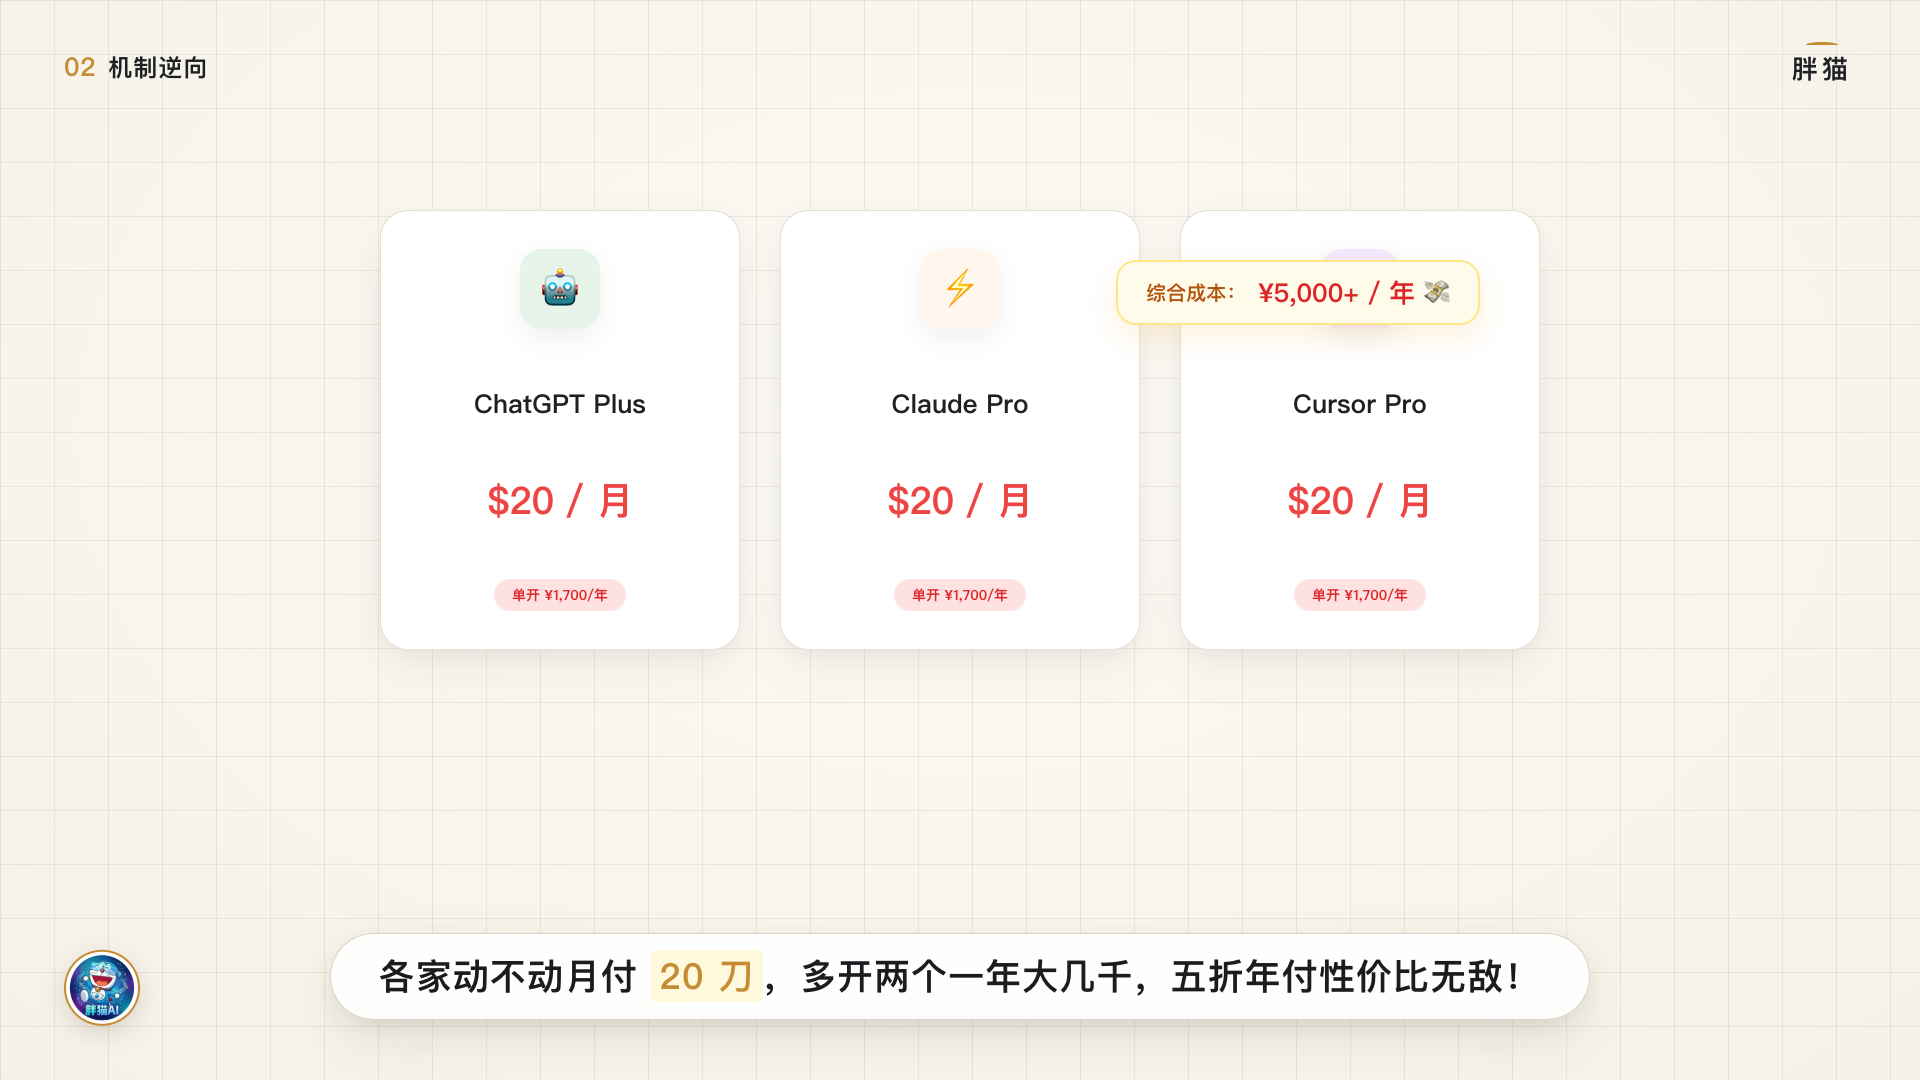 02 机制逆向
胖猫
综合成本： ¥5,000+ / 年
ChatGPT Plus
Claude Pro
Cursor Pro
$20 / 月
$20 / 月
$20 / 月
单开 ¥1,700/年
单开 ¥1,700/年
单开 ¥1,700/年
各家动不动月付 20 刀，多开两个一年大几千，五折年付性价比无敌！
胖猫AI